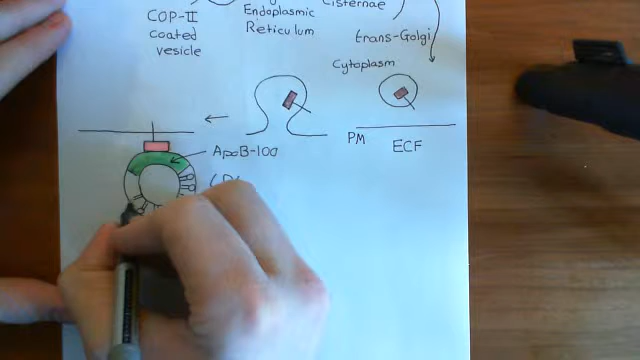 COP-II
coated
vesicle
Endoplasmic
Reticulum
Cisternae
trans-Golgi
Cytoplasm
PM
ECF
ApoB-100